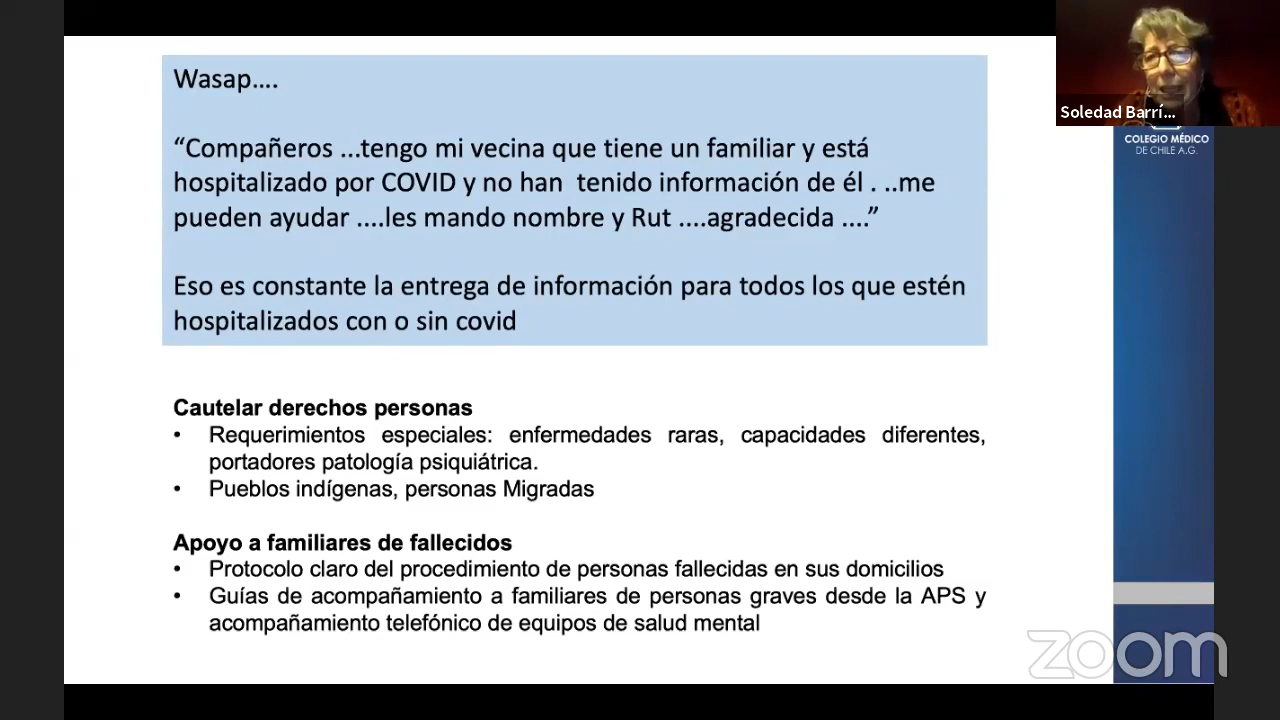 Wasap....
“Compañeros ...tengo mi vecina que tiene un familiar y está
hospitalizado por COVID y no han tenido información de él . ..me
pueden ayudar ....les mando nombre y Rut ....agradecida ....”
Eso es constante la entrega de información para todos los que estén
hospitalizados con o sin covid
Cautelar derechos personas
• Requerimientos especiales: enfermedades raras, capacidades diferentes,
portadores patología psiquiátrica.
• Pueblos indígenas, personas Migradas
Apoyo a familiares de fallecidos
• Protocolo claro del procedimiento de personas fallecidas en sus domicilios
• Guías de acompañamiento a familiares de personas graves desde la APS y
acompañamiento telefónico de equipos de salud mental
Soledad Barrí...
COLEGIO MÉDICO
DE CHILE A.G.
zoom